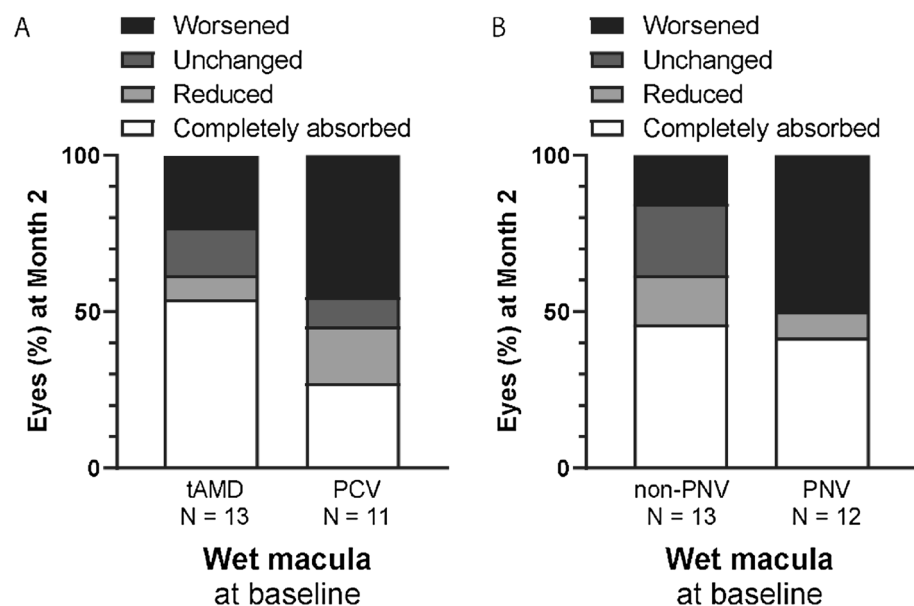 A
Worsened
Unchanged
Reduced
Completely absorbed
Eyes (%) at Month 2
100
50
0
tAMD
N = 13
PCV
N = 11
Wet macula
at baseline
B
Worsened
Unchanged
Reduced
Completely absorbed
Eyes (%) at Month 2
100
50
0
non-PNV
N = 13
PNV
N = 12
Wet macula
at baseline